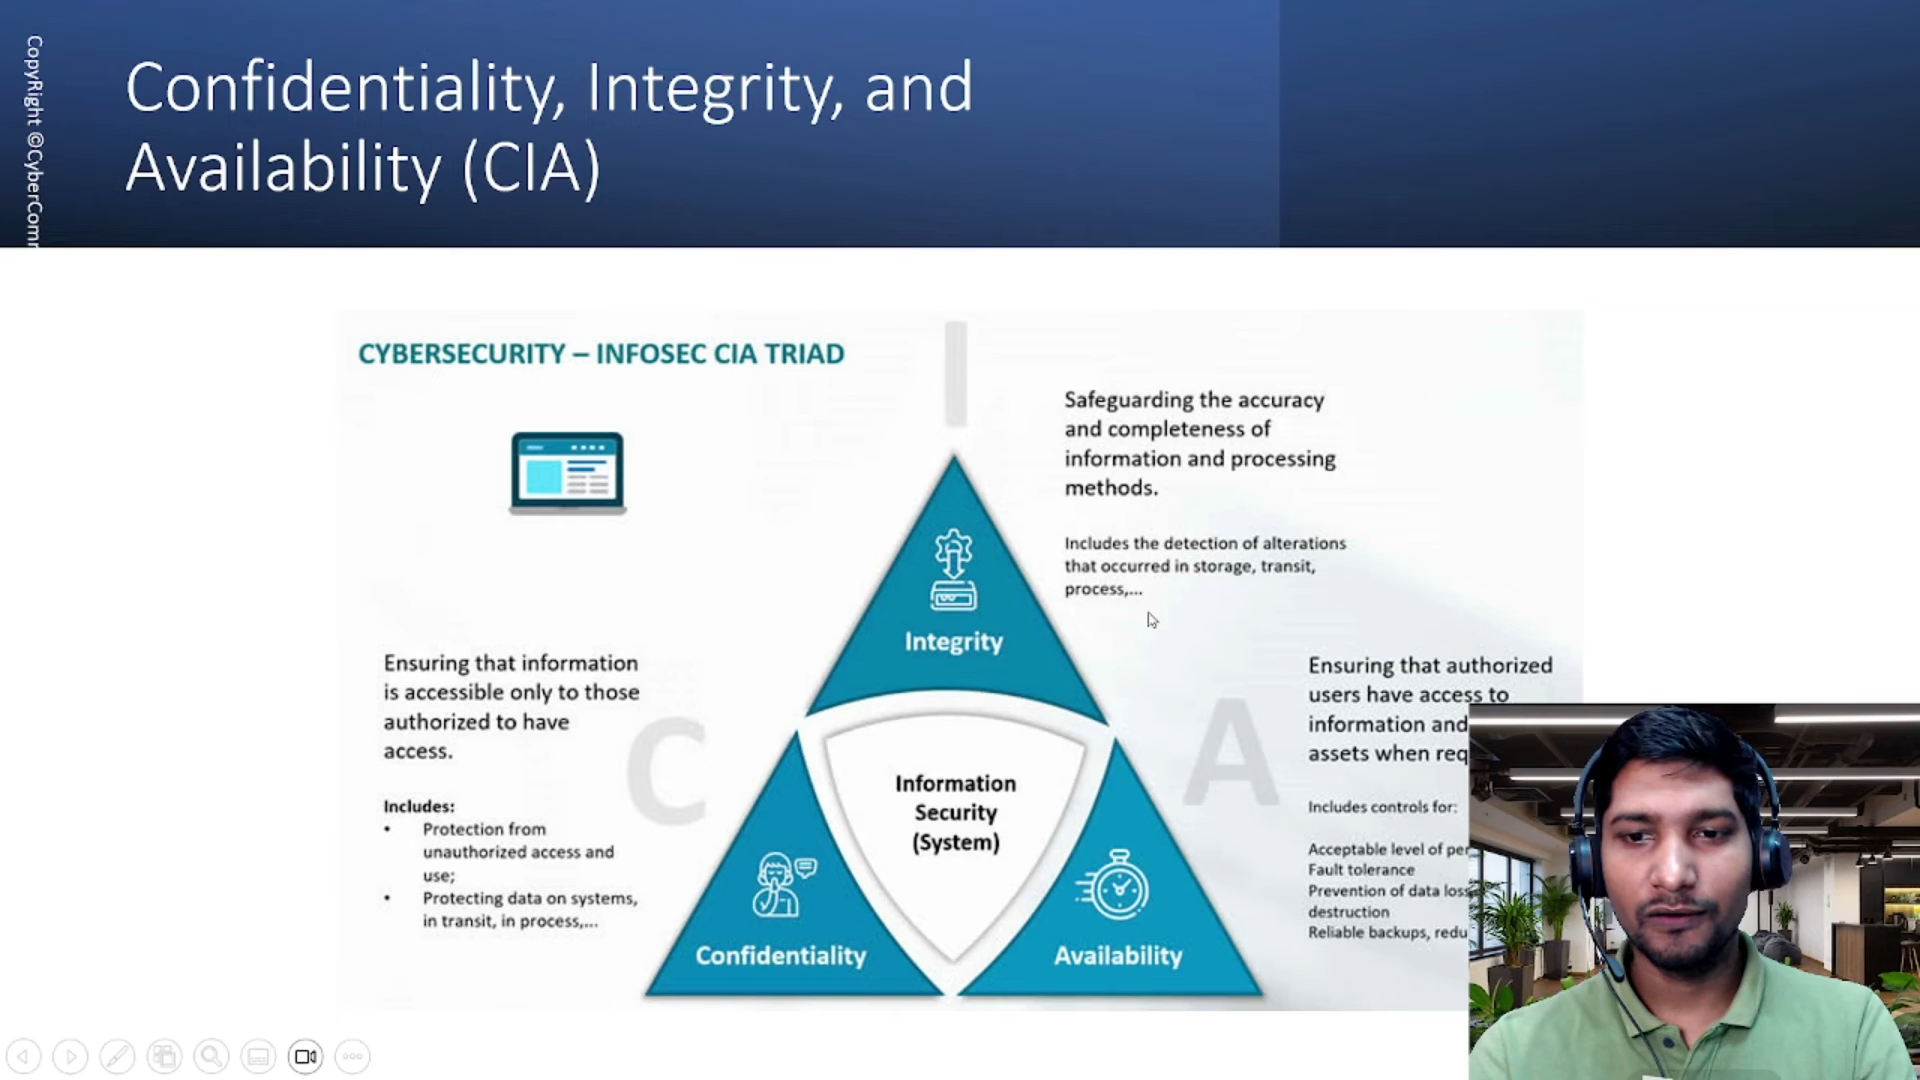 CopyRight ©CyberComm
Confidentiality, Integrity, and
Availability (CIA)
CYBERSECURITY – INFOSEC CIA TRIAD
I
Safeguarding the accuracy
and completeness of
information and processing
methods.
Includes the detection of alterations
that occurred in storage, transit,
process,...
Integrity
Ensuring that information
is accessible only to those
authorized to have
access.
Includes:
• Protection from
unauthorized access and
use;
• Protecting data on systems,
in transit, in process,...
C
Information
Security
(System)
Confidentiality
Availability
A
Ensuring that authorized
users have access to
information and
assets when
Includes controls for:
Acceptable level of
Fault tolerance
Prevention of data loss
destruction
Reliable backups,